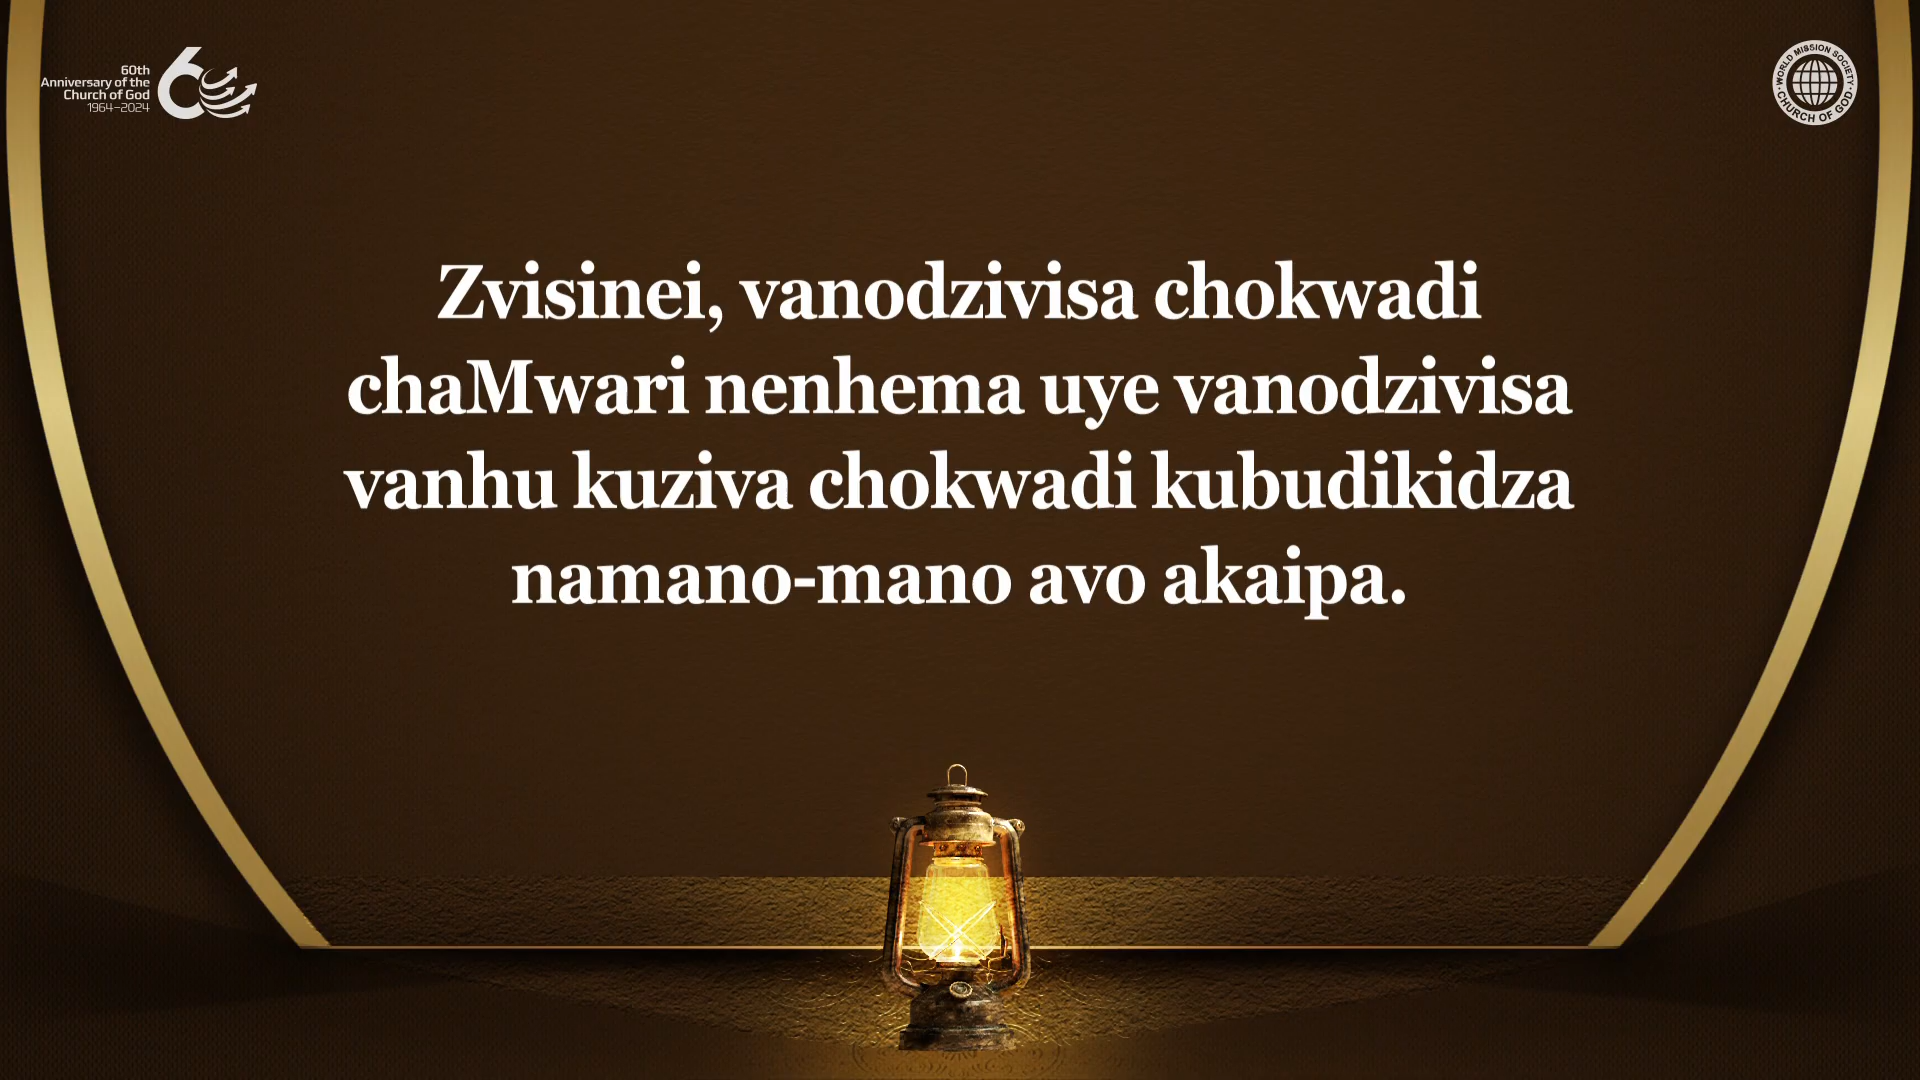 60th
Anniversary of the
Church of God
1964–2024
60
WORLD MISSION SOCIETY
CHURCH OF GOD
Zvisinei, vanodzivisa chokwadi
chaMwari nenhema uye vanodzivisa
vanhu kuziva chokwadi kubudikidza
namano-mano avo akaipa.